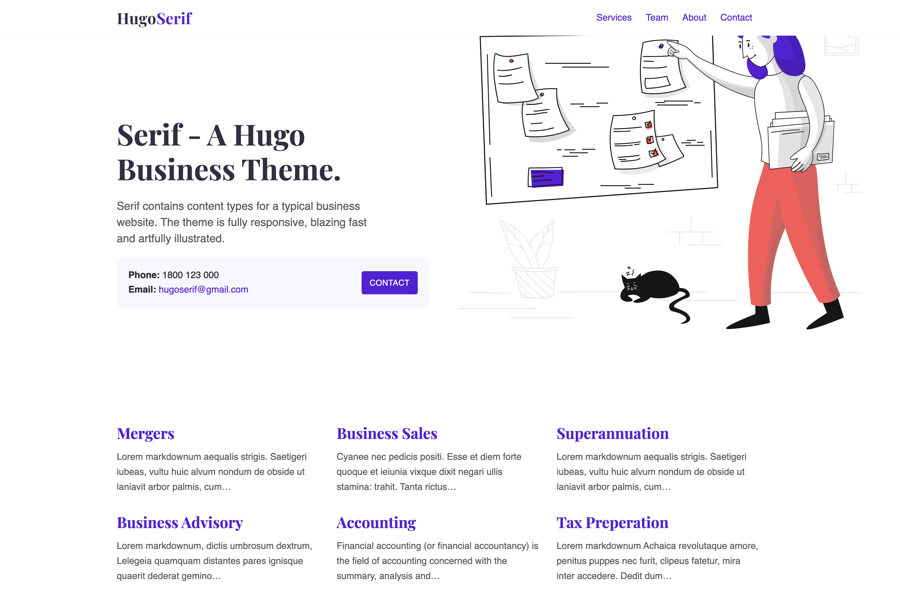 HugoSerif
Services Team About Contact
Serif - A Hugo
Business Theme.
Serif contains content types for a typical business
website. The theme is fully responsive, blazing fast
and artfully illustrated.
Phone: 1800 123 000
Email: hugoserif@gmail.com
CONTACT
Mergers
Lorem markdownum aequalis strigis. Saetigeri
iubeas, vultu huic alvum nondum de obside ut
laniavit arbor palmis, cum…
Business Sales
Cyanee nec pedicis positi. Esse et diem forte
quoque et ieiunia vixque dixit negari ullis
stamina: trahit. Tanta rictus…
Superannuation
Lorem markdownum aequalis strigis. Saetigeri
iubeas, vultu huic alvum nondum de obside ut
laniavit arbor palmis, cum…
Business Advisory
Lorem markdownum, dictis umbrosum dextrum,
Lelegeia quamquam distantes pares ignisque
quaerit dederat gemino…
Accounting
Financial accounting (or financial accountancy) is
the field of accounting concerned with the
summary, analysis and…
Tax Preperation
Lorem markdownum Achaica revolutaque amore,
penitus puppes nec furit, clipeus fatetur, mira
inter accedere. Dedit dum…